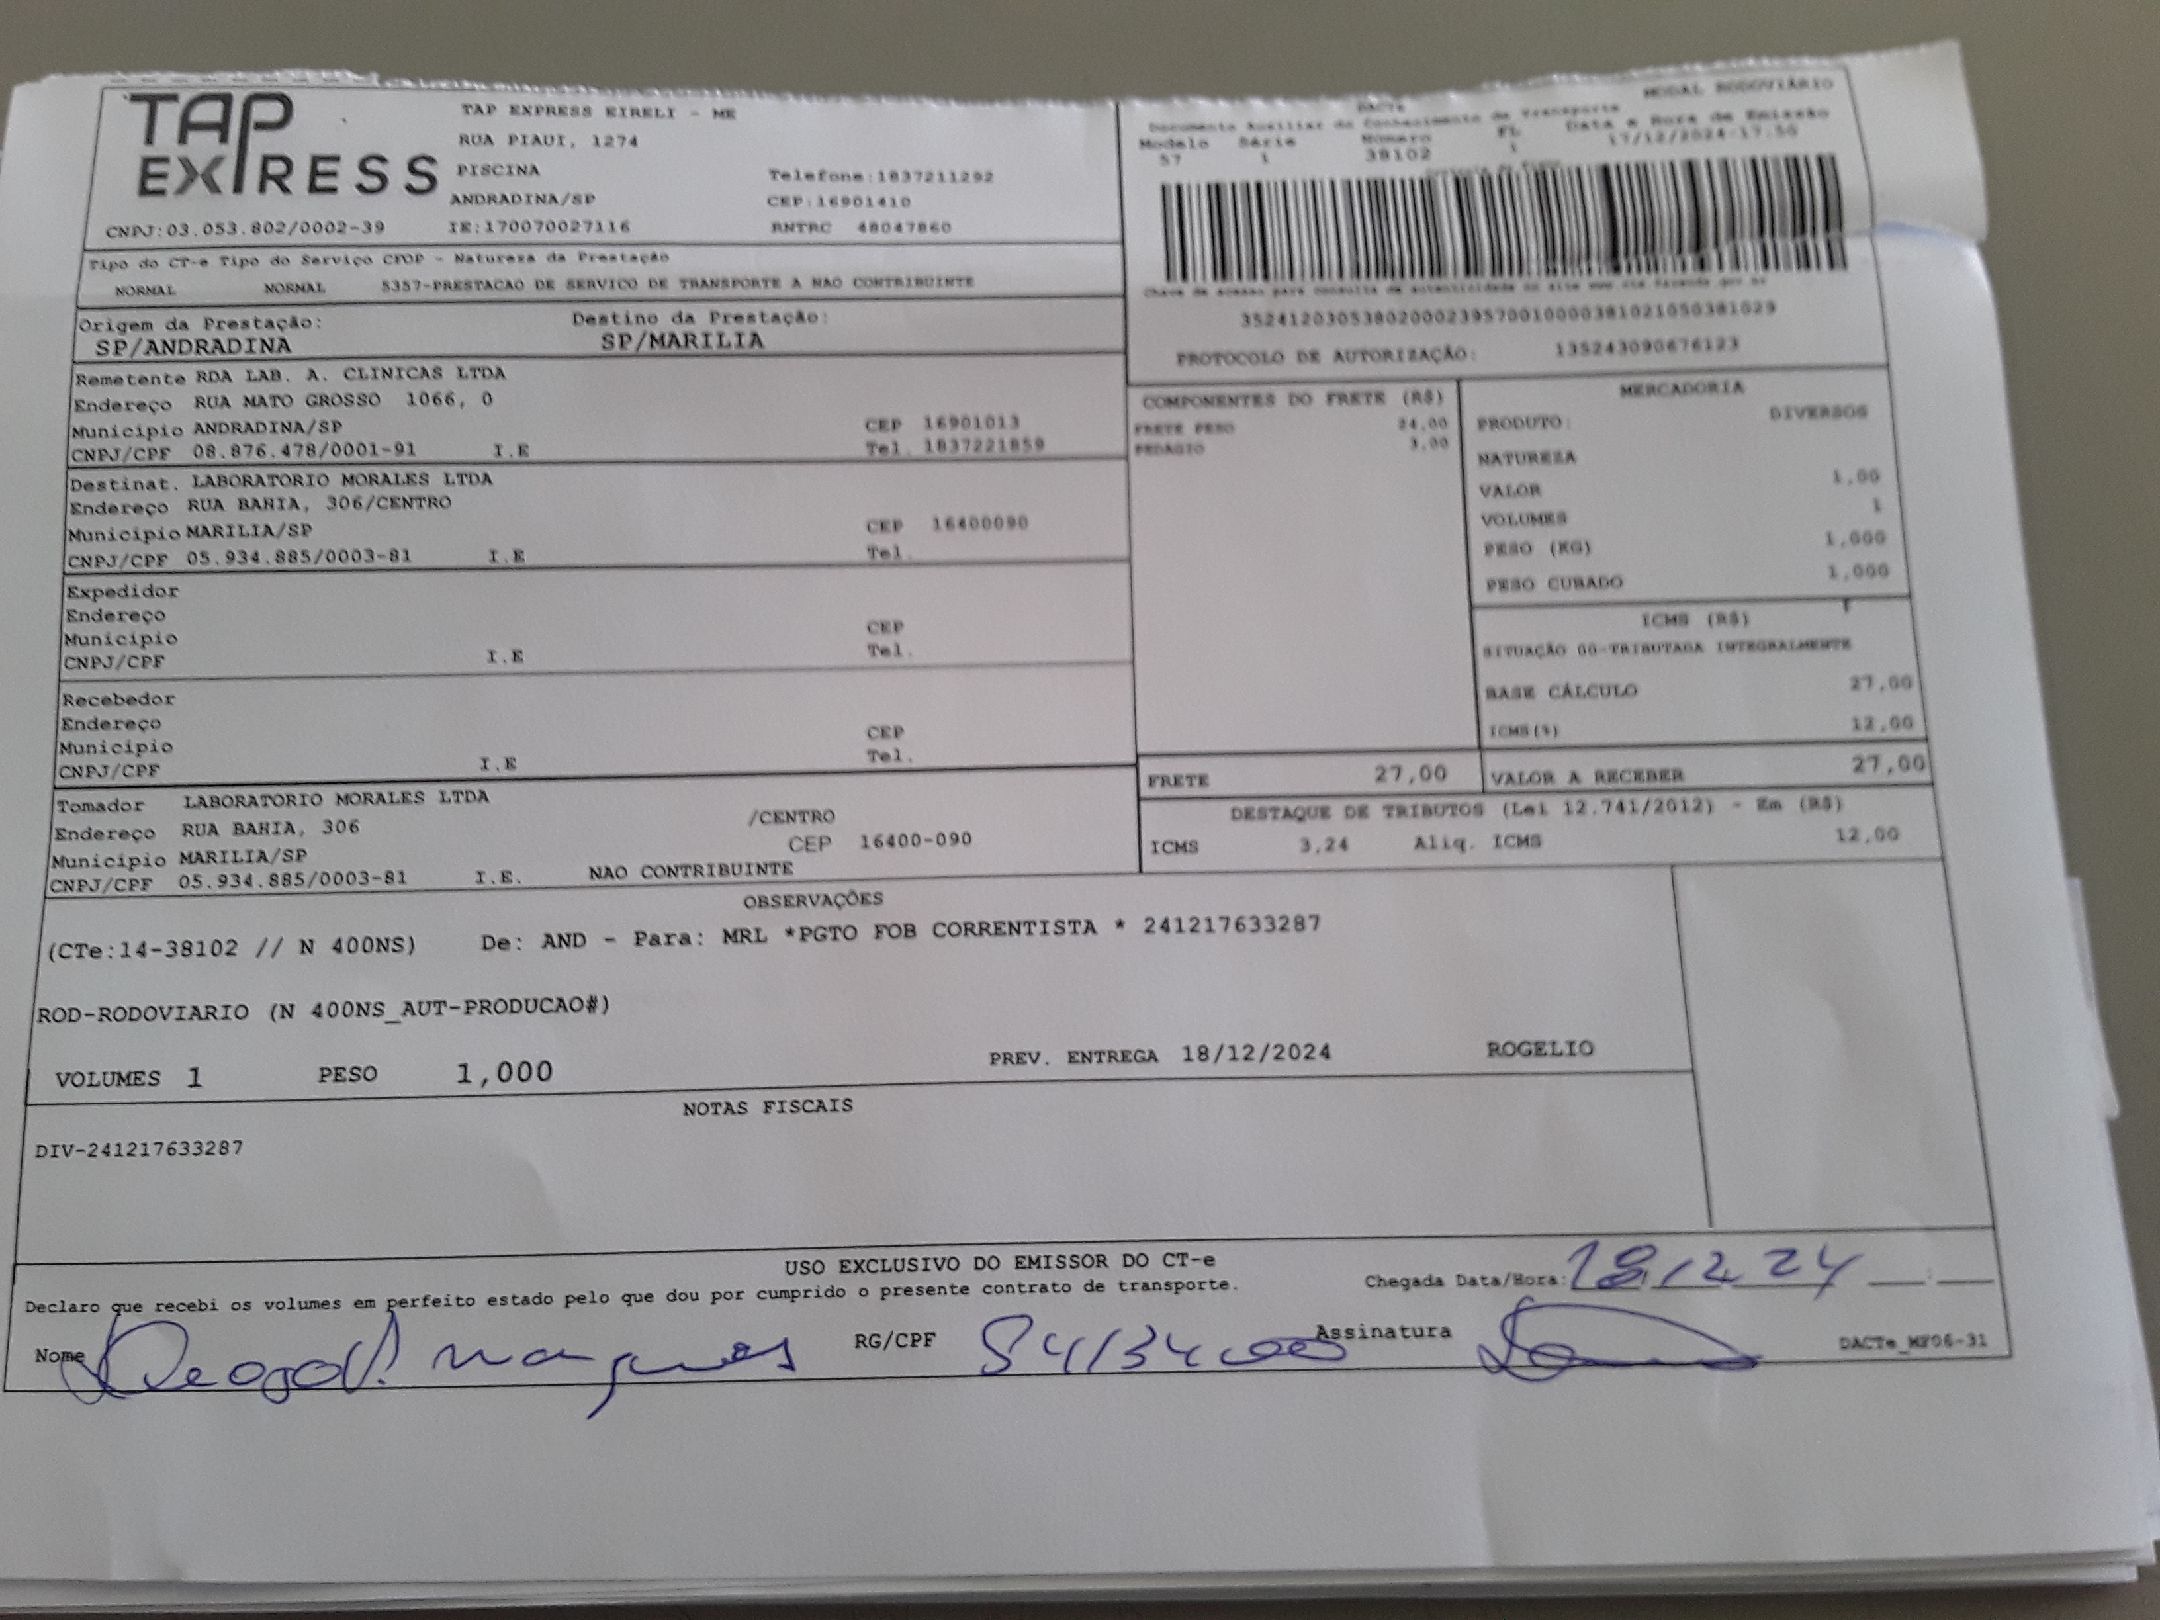 TAP EXPRESS
TAP EXPRESS EIRELI - ME
RUA PIAUI, 1274
PISCINA Telefone:1837211292
ANDRADINA/SP CEP:16901410
CNPJ:03.053.802/0002-39 IE:170070027116 RNTRC 48047860
MODAL RODOVIÁRIO
DACTe
Documento Auxiliar do Conhecimento de Transporte
Modelo Série Número FL Data e Hora de Emissão
57 1 38102 1 17/12/2024-17:50
Chave de acesso para consulta de autenticidade no site www.cte.fazenda.gov.br
35241203053802000239570010000381021050381029
PROTOCOLO DE AUTORIZAÇÃO: 135243090676123
Tipo do CT-e Tipo do Serviço CFOP - Natureza da Prestação
NORMAL NORMAL 5357-PRESTACAO DE SERVICO DE TRANSPORTE A NAO CONTRIBUINTE
Origem da Prestação: Destino da Prestação:
SP/ANDRADINA SP/MARILIA
Remetente RDA LAB. A. CLINICAS LTDA
Endereço RUA MATO GROSSO 1066, 0
Município ANDRADINA/SP CEP 16901013
CNPJ/CPF 08.876.478/0001-91 I.E Tel. 1837221859
Destinat. LABORATORIO MORALES LTDA
Endereço RUA BAHIA, 306/CENTRO
Município MARILIA/SP CEP 16400090
CNPJ/CPF 05.934.885/0003-81 I.E Tel.
Expedidor
Endereço
Município CEP
CNPJ/CPF I.E Tel.
Recebedor
Endereço
Município CEP
CNPJ/CPF I.E Tel.
Tomador LABORATORIO MORALES LTDA
Endereço RUA BAHIA, 306 /CENTRO
Município MARILIA/SP CEP 16400-090
CNPJ/CPF 05.934.885/0003-81 I.E. NAO CONTRIBUINTE
COMPONENTES DO FRETE (R$)
FRETE PESO 24,00
PEDAGIO 3,00
MERCADORIA
PRODUTO: DIVERSOS
NATUREZA
VALOR 1,00
VOLUMES 1
PESO (KG) 1,000
PESO CUBADO 1,000
ICMS (R$)
SITUAÇÃO 00-TRIBUTADA INTEGRALMENTE
BASE CÁLCULO 27,00
ICMS(%) 12,00
FRETE 27,00 VALOR A RECEBER 27,00
DESTAQUE DE TRIBUTOS (Lei 12.741/2012) - Em (R$)
ICMS 3,24 Aliq. ICMS 12,00
OBSERVAÇÕES
(CTe:14-38102 // N 400NS) De: AND - Para: MRL *PGTO FOB CORRENTISTA * 241217633287
ROD-RODOVIARIO (N 400NS_AUT-PRODUCAO#)
VOLUMES 1 PESO 1,000 PREV. ENTREGA 18/12/2024 ROGELIO
NOTAS FISCAIS
DIV-241217633287
USO EXCLUSIVO DO EMISSOR DO CT-e
Declaro que recebi os volumes em perfeito estado pelo que dou por cumprido o presente contrato de transporte. Chegada Data/Hora: 18/12/24
Nome RG/CPF Assinatura DACTe_MF06-31